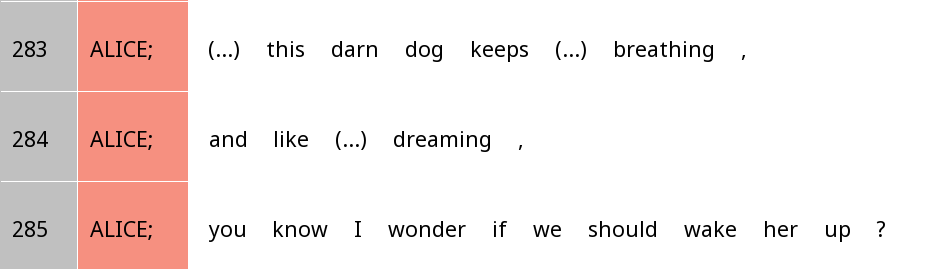 283 ALICE; (...) this darn dog keeps (...) breathing ,
284 ALICE; and like (...) dreaming ,
285 ALICE; you know I wonder if we should wake her up ?